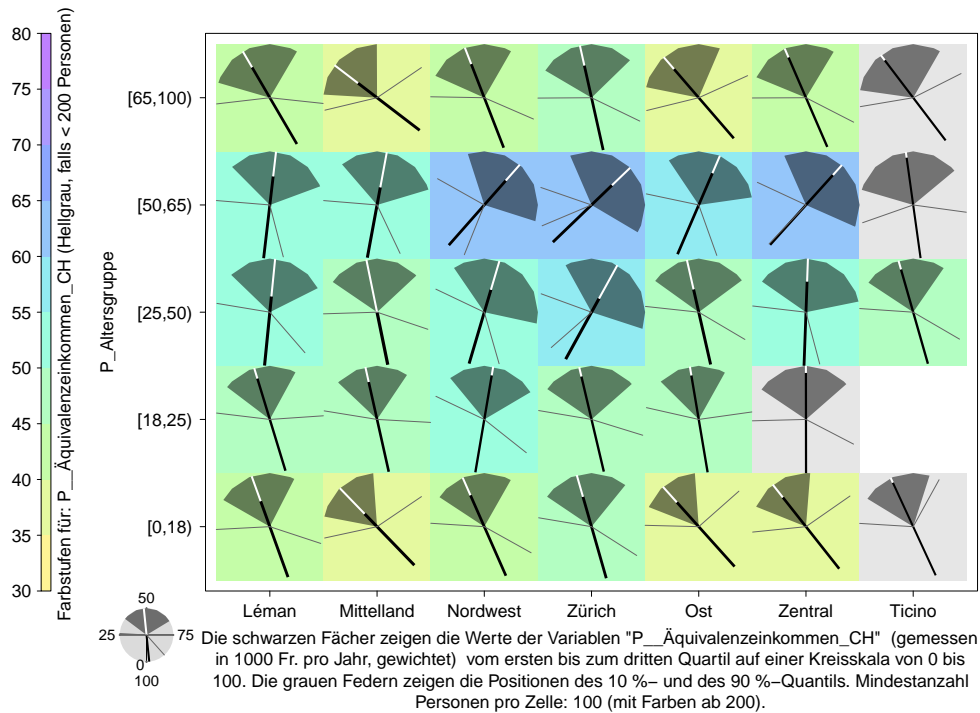 80
75
70
65
60
55
50
45
40
35
30
Farbstufen für: P__Äquivalenzeinkommen_CH (Hellgrau, falls < 200 Personen)
P_Altersgruppe
[65,100)
[50,65)
[25,50)
[18,25)
[0,18)
Léman Mittelland Nordwest Zürich Ost Zentral Ticino
50
25 75
0
100
Die schwarzen Fächer zeigen die Werte der Variablen "P__Äquivalenzeinkommen_CH" (gemessen
in 1000 Fr. pro Jahr, gewichtet) vom ersten bis zum dritten Quartil auf einer Kreisskala von 0 bis
100. Die grauen Federn zeigen die Positionen des 10 %− und des 90 %−Quantils. Mindestanzahl
Personen pro Zelle: 100 (mit Farben ab 200).